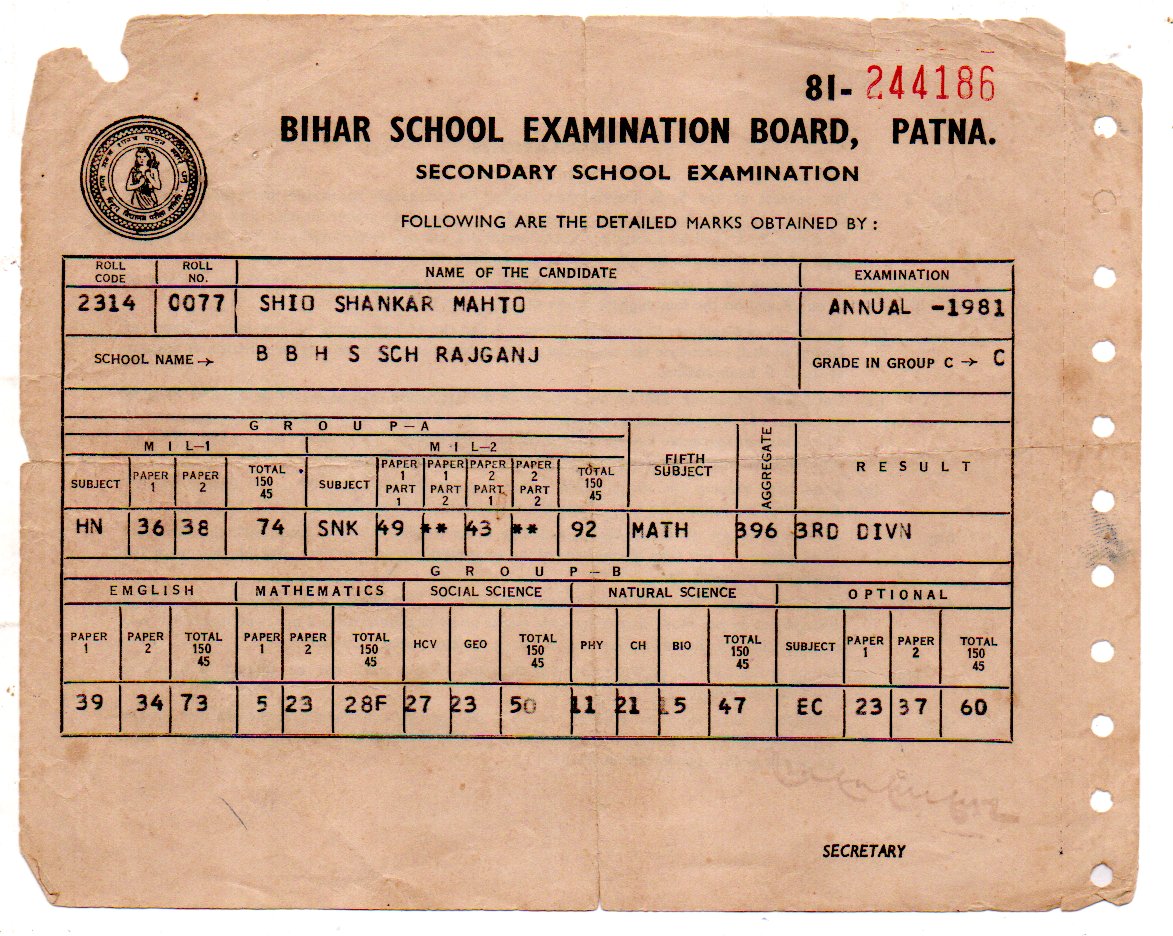 81- 244186
BIHAR SCHOOL EXAMINATION BOARD, PATNA.
SECONDARY SCHOOL EXAMINATION
FOLLOWING ARE THE DETAILED MARKS OBTAINED BY :
ROLL CODE ROLL NO. NAME OF THE CANDIDATE EXAMINATION
2314 0077 SHIO SHANKAR MAHTO ANNUAL -1981
SCHOOL NAME → B B H S SCH RAJGANJ GRADE IN GROUP C → C
GROUP-A
MIL-1 MIL-2 FIFTH SUBJECT AGGREGATE RESULT
SUBJECT PAPER 1 PAPER 2 TOTAL 150 45 SUBJECT PAPER 1 PART 1 PAPER 1 PART 2 PAPER 2 PART 1 PAPER 2 PART 2 TOTAL 150 45
HN 36 38 74 SNK 49 ** 43 ** 92 MATH 396 3RD DIVN
GROUP-B
EMGLISH MATHEMATICS SOCIAL SCIENCE NATURAL SCIENCE OPTIONAL
PAPER 1 PAPER 2 TOTAL 150 45 PAPER 1 PAPER 2 TOTAL 150 45 HCV GEO TOTAL 150 45 PHY CH BIO TOTAL 150 45 SUBJECT PAPER 1 PAPER 2 TOTAL 150 45
39 34 73 5 23 28F 27 23 50 11 21 15 47 EC 23 37 60
SECRETARY